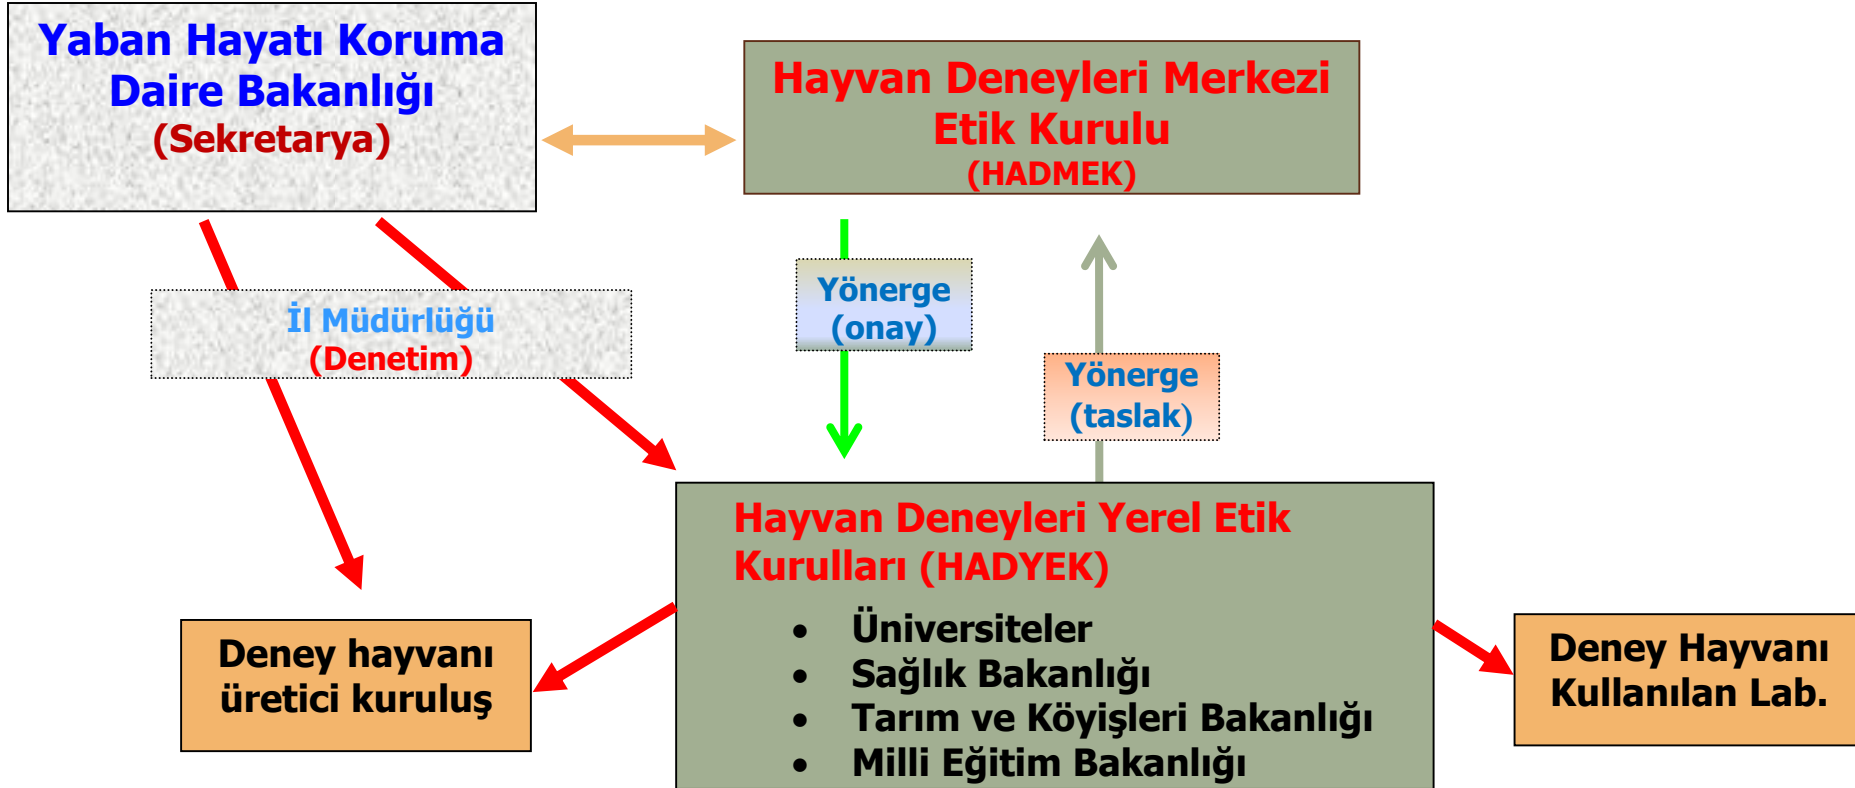 Yaban Hayatı Koruma
Daire Bakanlığı
(Sekretarya)
Hayvan Deneyleri Merkezi
Etik Kurulu
(HADMEK)
İl Müdürlüğü
(Denetim)
Yönerge
(onay)
Yönerge
(taslak)
Hayvan Deneyleri Yerel Etik
Kurulları (HADYEK)
• Üniversiteler
• Sağlık Bakanlığı
• Tarım ve Köyişleri Bakanlığı
• Milli Eğitim Bakanlığı
Deney hayvanı
üretici kuruluş
Deney Hayvanı
Kullanılan Lab.